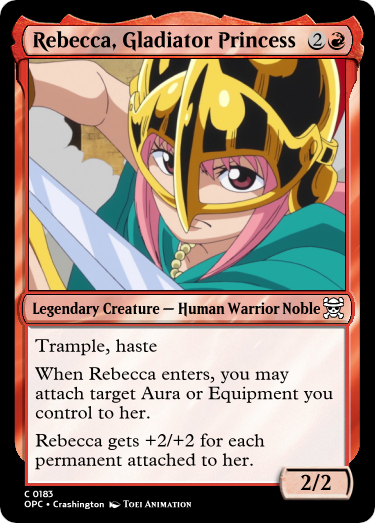 Rebecca, Gladiator Princess 2
Legendary Creature — Human Warrior Noble
Trample, haste
When Rebecca enters, you may
attach target Aura or Equipment you
control to her.
Rebecca gets +2/+2 for each
permanent attached to her.
2/2
C 0183
OPC • Crashington Toei Animation